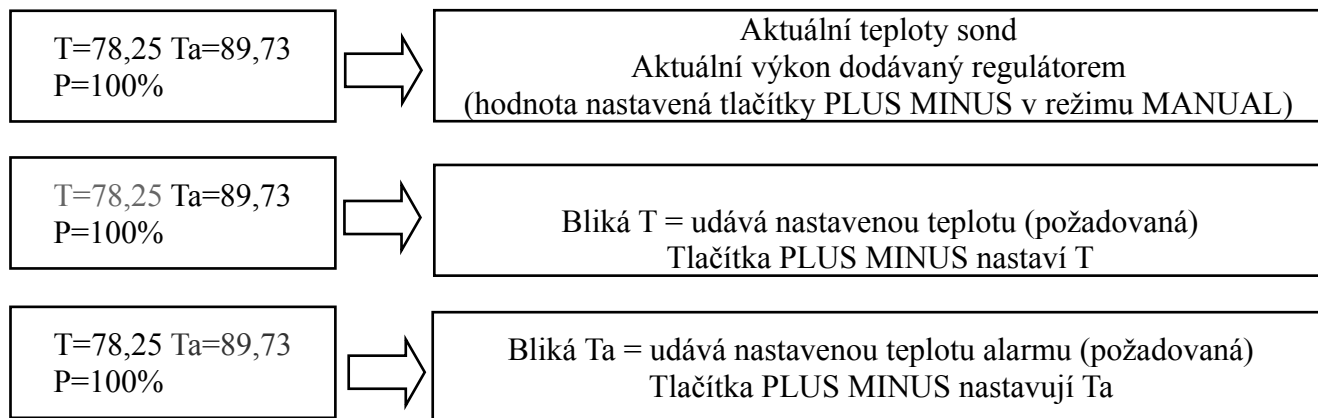 T=78,25 Ta=89,73
P=100%
Aktuální teploty sond
Aktuální výkon dodávaný regulátorem
(hodnota nastavená tlačítky PLUS MINUS v režimu MANUAL)
T=78,25 Ta=89,73
P=100%
Bliká T = udává nastavenou teplotu (požadovaná)
Tlačítka PLUS MINUS nastaví T
T=78,25 Ta=89,73
P=100%
Bliká Ta = udává nastavenou teplotu alarmu (požadovaná)
Tlačítka PLUS MINUS nastavují Ta